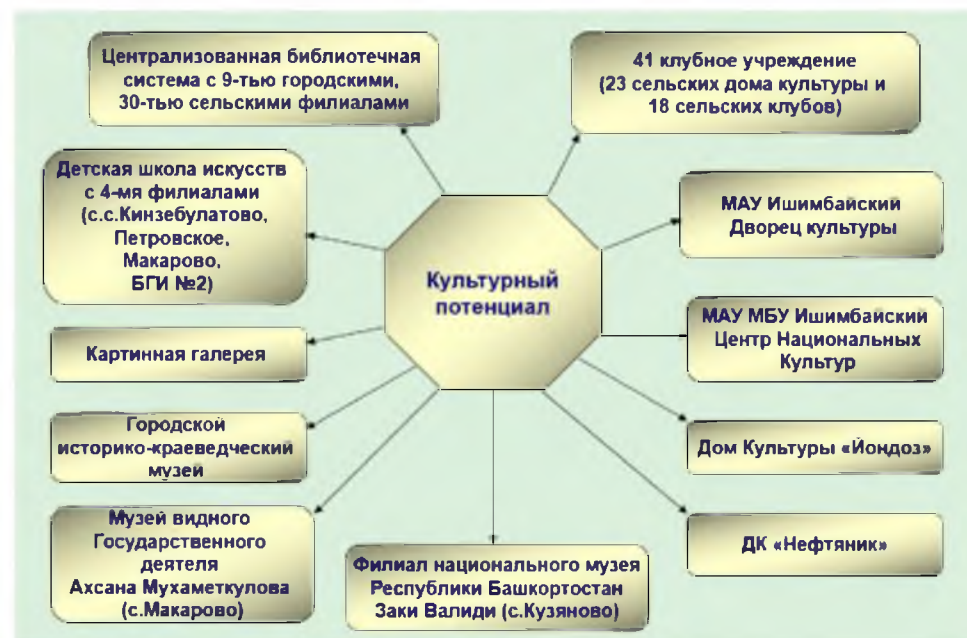 Централизованная библиотечная
система с 9-тью городскими,
30-тью сельскими филиалами
41 клубное учреждение
(23 сельских дома культуры и
18 сельских клубов)
Детская школа искусств
с 4-мя филиалами
(с.с.Кинзебулатово,
Петровское,
Макарово,
БГИ №2)
МАУ Ишимбайский
Дворец культуры
Культурный
потенциал
МАУ МБУ Ишимбайский
Центр Национальных
Культур
Картинная галерея
Городской
историко-краеведческий
музей
Дом Культуры «Йондоз»
Музей видного
Государственного
деятеля
Ахсана Мухаметкулова
(с.Макарово)
Филиал национального музея
Республики Башкортостан
Заки Валиди (с.Кузяново)
ДК «Нефтяник»